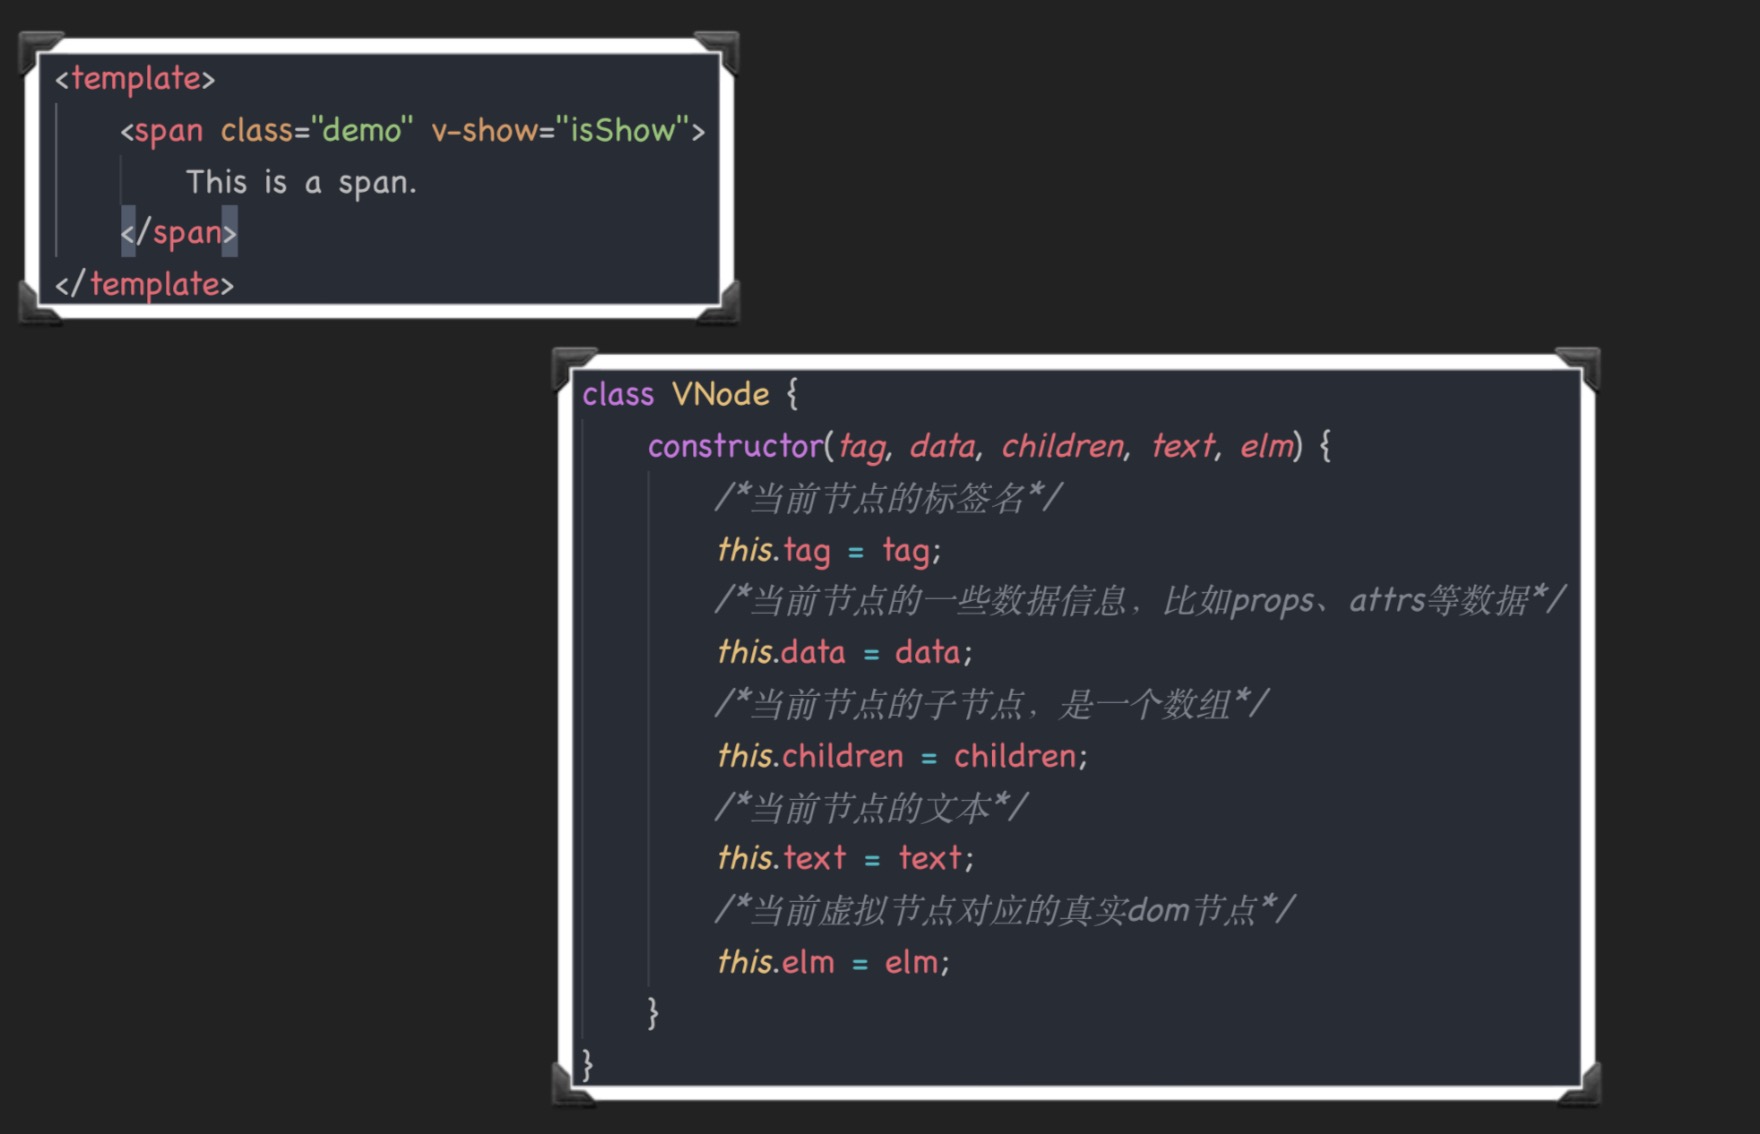 <template>
<span class="demo" v-show="isShow">
This is a span.
</span>
</template>
class VNode {
constructor(tag, data, children, text, elm) {
/*当前节点的标签名*/
this.tag = tag;
/*当前节点的一些数据信息，比如props、attrs等数据*/
this.data = data;
/*当前节点的子节点，是一个数组*/
this.children = children;
/*当前节点的文本*/
this.text = text;
/*当前虚拟节点对应的真实dom节点*/
this.elm = elm;
}
}